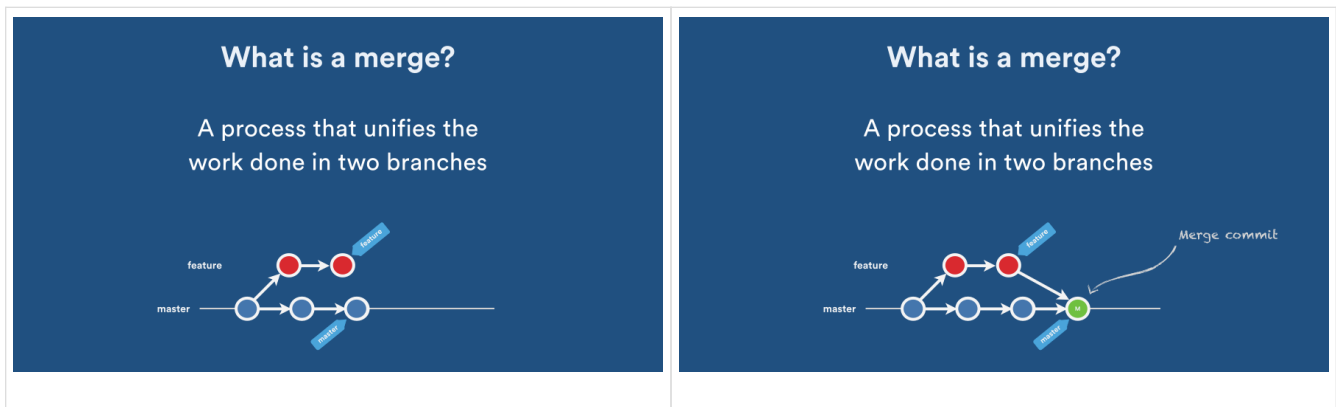 What is a merge?
A process that unifies the
work done in two branches
feature
feature
master
master
What is a merge?
A process that unifies the
work done in two branches
feature
Merge commit
feature
master
M
master